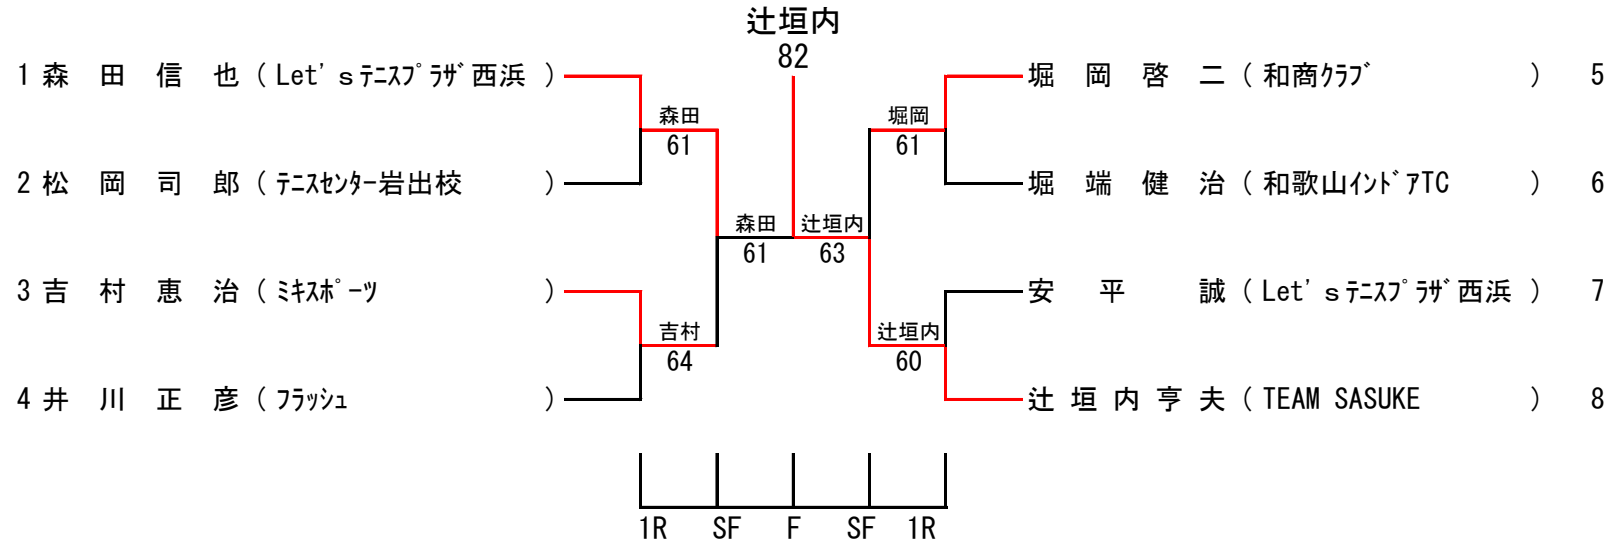 辻垣内
82
1 森 田 信 也 ( Let's ﾃﾆｽﾌﾟﾗｻﾞ西浜 )
堀 岡 啓 二 ( 和商ｸﾗﾌﾞ ) 5
森田
61
堀岡
61
2 松 岡 司 郎 ( ﾃﾆｽｾﾝﾀｰ岩出校 )
堀 端 健 治 ( 和歌山ｲﾝﾄﾞｱTC ) 6
森田
61
辻垣内
63
3 吉 村 恵 治 ( ﾐｷｽﾎﾟｰﾂ )
安 平 誠 ( Let's ﾃﾆｽﾌﾟﾗｻﾞ西浜 ) 7
吉村
64
辻垣内
60
4 井 川 正 彦 ( ﾌﾗｯｼｭ )
辻 垣 内 亨 夫 ( TEAM SASUKE ) 8
1R SF F SF 1R